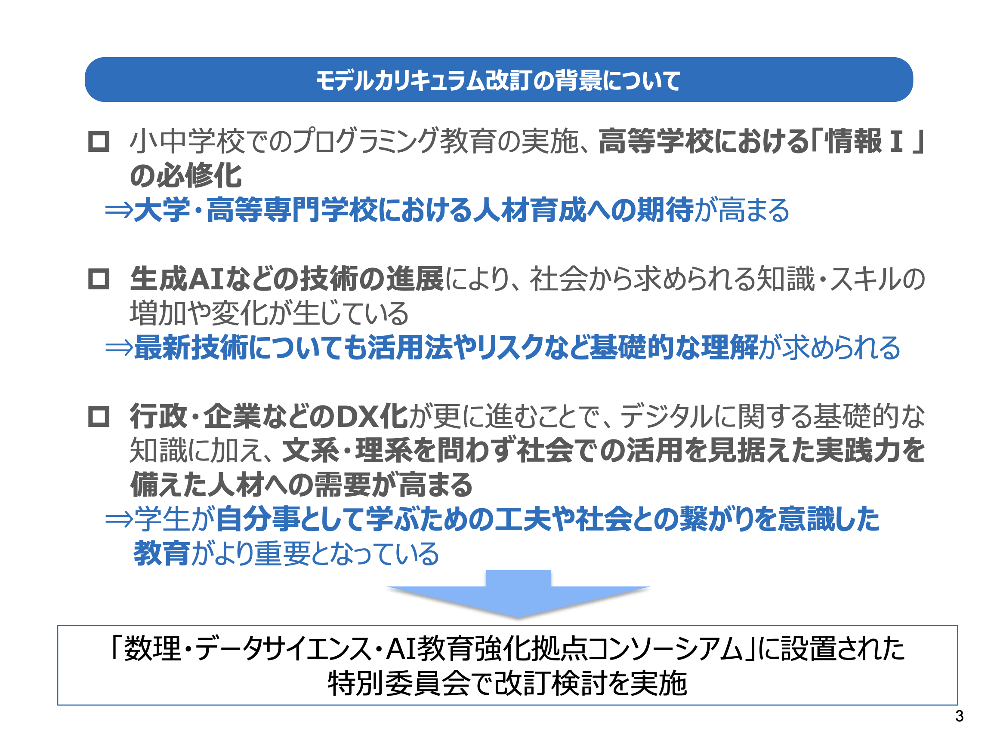 モデルカリキュラム改訂の背景について
小中学校でのプログラミング教育の実施、高等学校における「情報Ⅰ」
の必修化
⇒大学・高等専門学校における人材育成への期待が高まる
生成AIなどの技術の進展により、社会から求められる知識・スキルの
増加や変化が生じている
⇒最新技術についても活用法やリスクなど基礎的な理解が求められる
行政・企業などのDX化が更に進むことで、デジタルに関する基礎的な
知識に加え、文系・理系を問わず社会での活用を見据えた実践力を
備えた人材への需要が高まる
⇒学生が自分事として学ぶための工夫や社会との繋がりを意識した
教育がより重要となっている
「数理・データサイエンス・AI教育強化拠点コンソーシアム」に設置された
特別委員会で改訂検討を実施
3